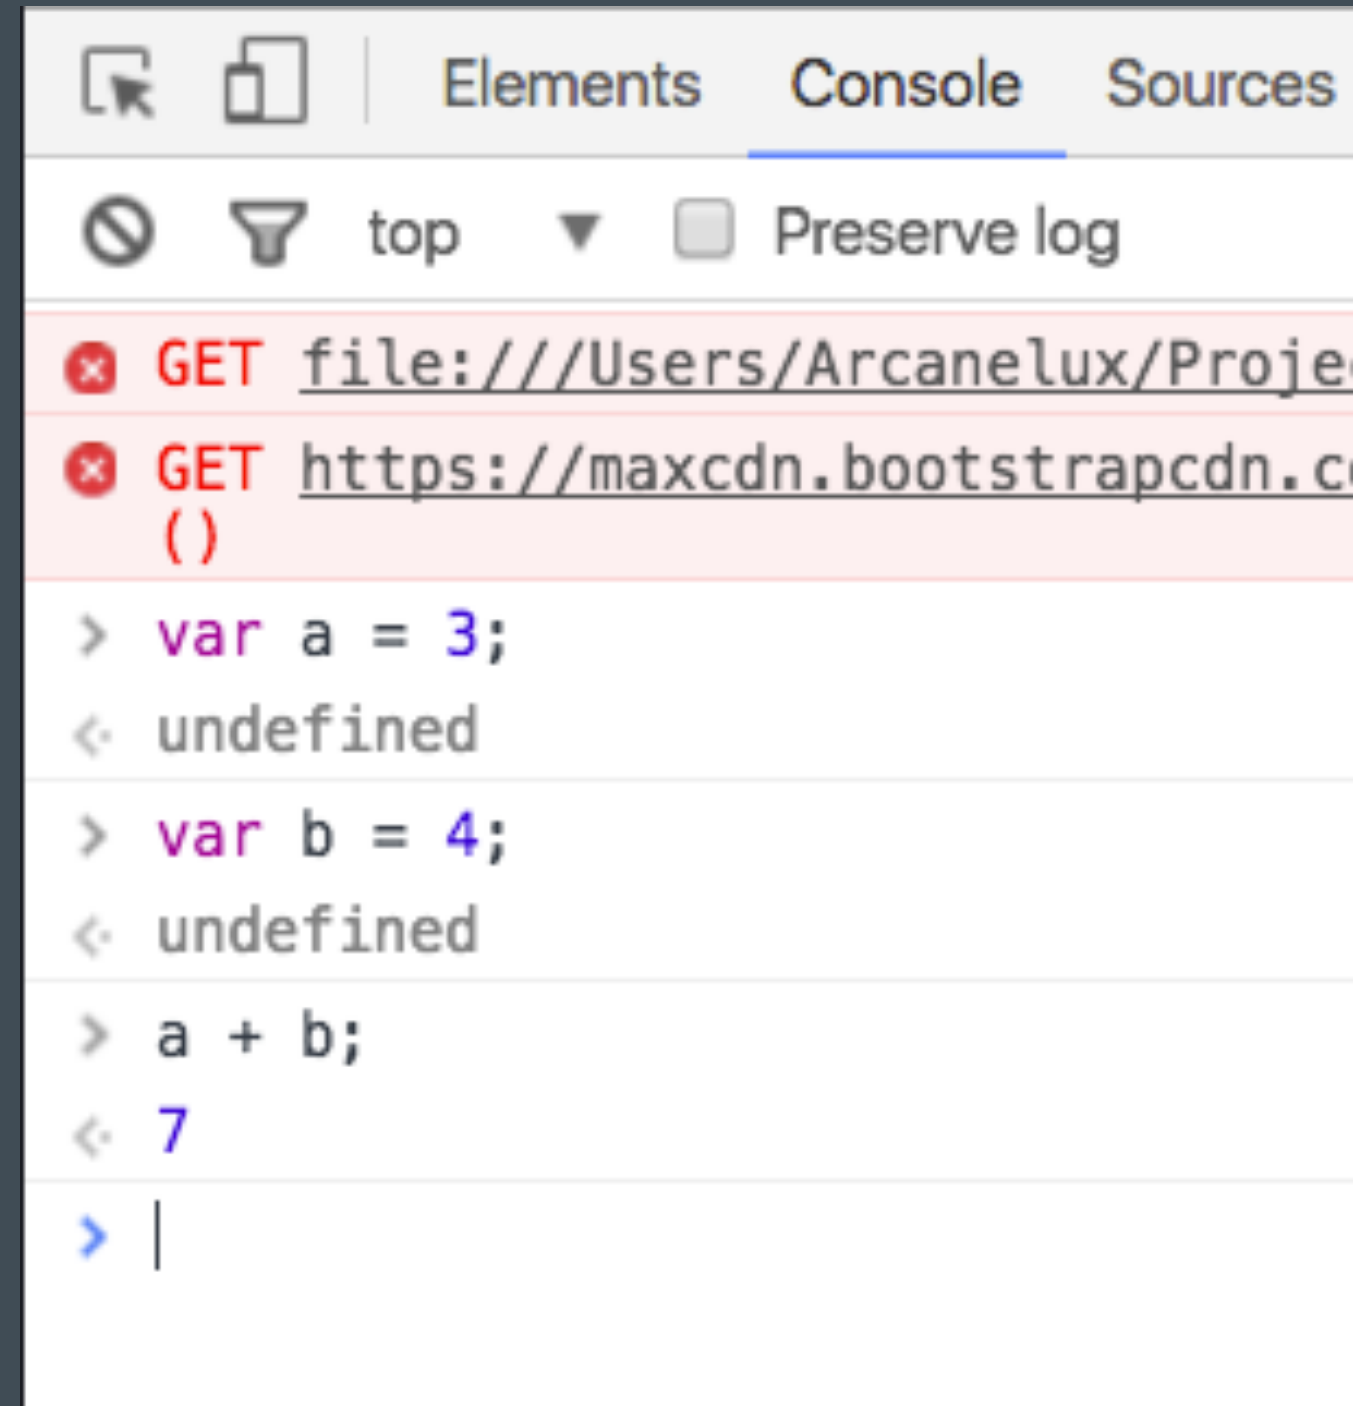 Elements Console Sources
top Preserve log
GET file:///Users/Arcanelux/Proje
GET https://maxcdn.bootstrapcdn.c
()
> var a = 3;
undefined
> var b = 4;
undefined
> a + b;
7
>